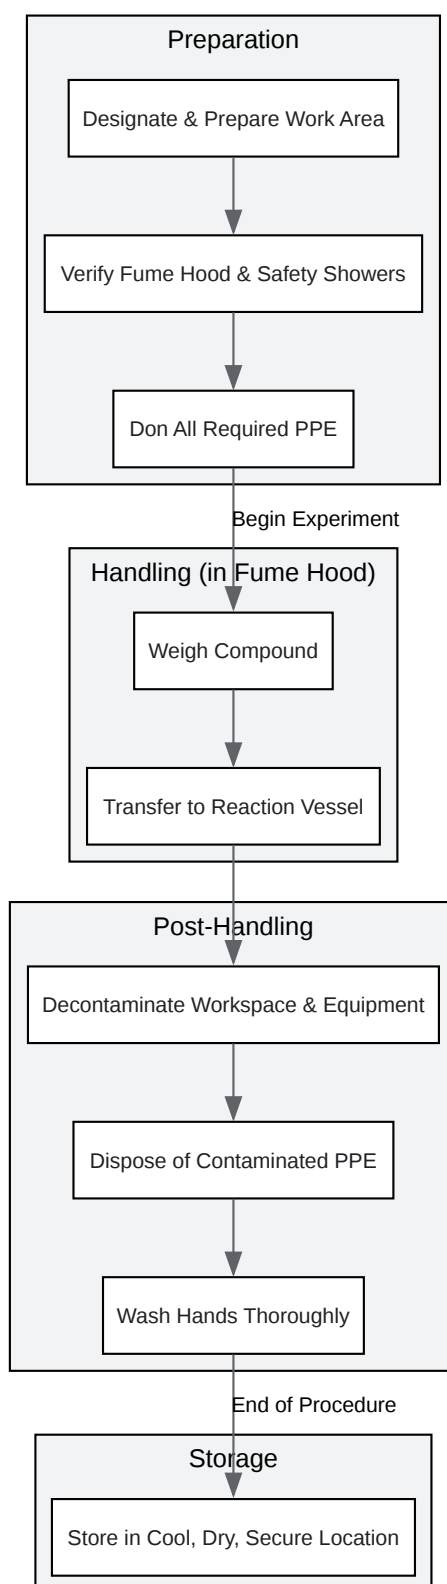 Preparation
Designate & Prepare Work Area
Verify Fume Hood & Safety Showers
Don All Required PPE
Begin Experiment
Handling (in Fume Hood)
Weigh Compound
Transfer to Reaction Vessel
Post-Handling
Decontaminate Workspace & Equipment
Dispose of Contaminated PPE
Wash Hands Thoroughly
End of Procedure
Storage
Store in Cool, Dry, Secure Location